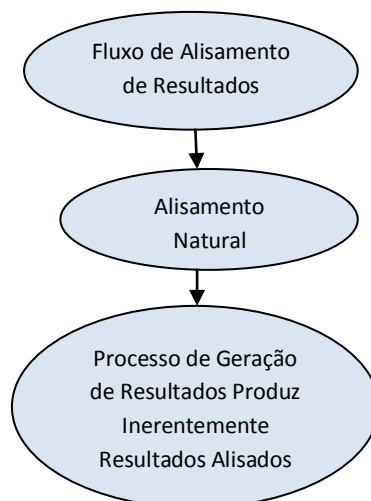 Fluxo de Alisamento
de Resultados
Alisamento
Natural
Processo de Geração
de Resultados Produz
Inerentemente
Resultados Alisados